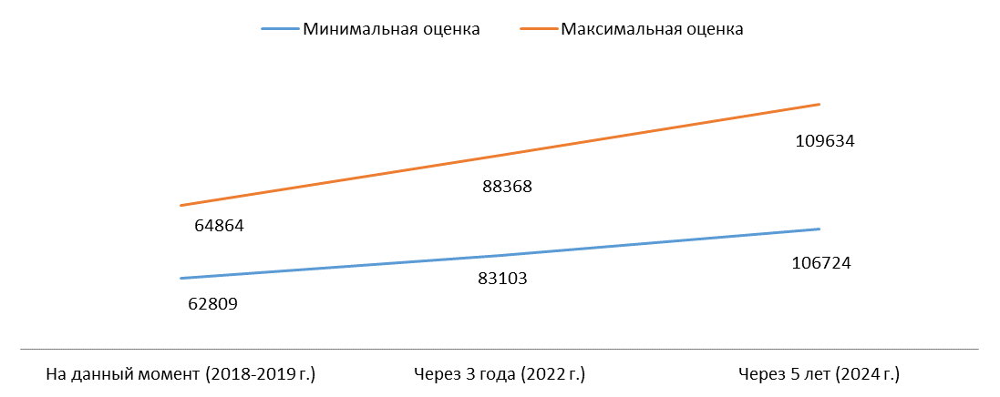 Минимальная оценка
Максимальная оценка
109634
88368
64864
106724
83103
62809
На данный момент (2018-2019 г.)
Через 3 года (2022 г.)
Через 5 лет (2024 г.)